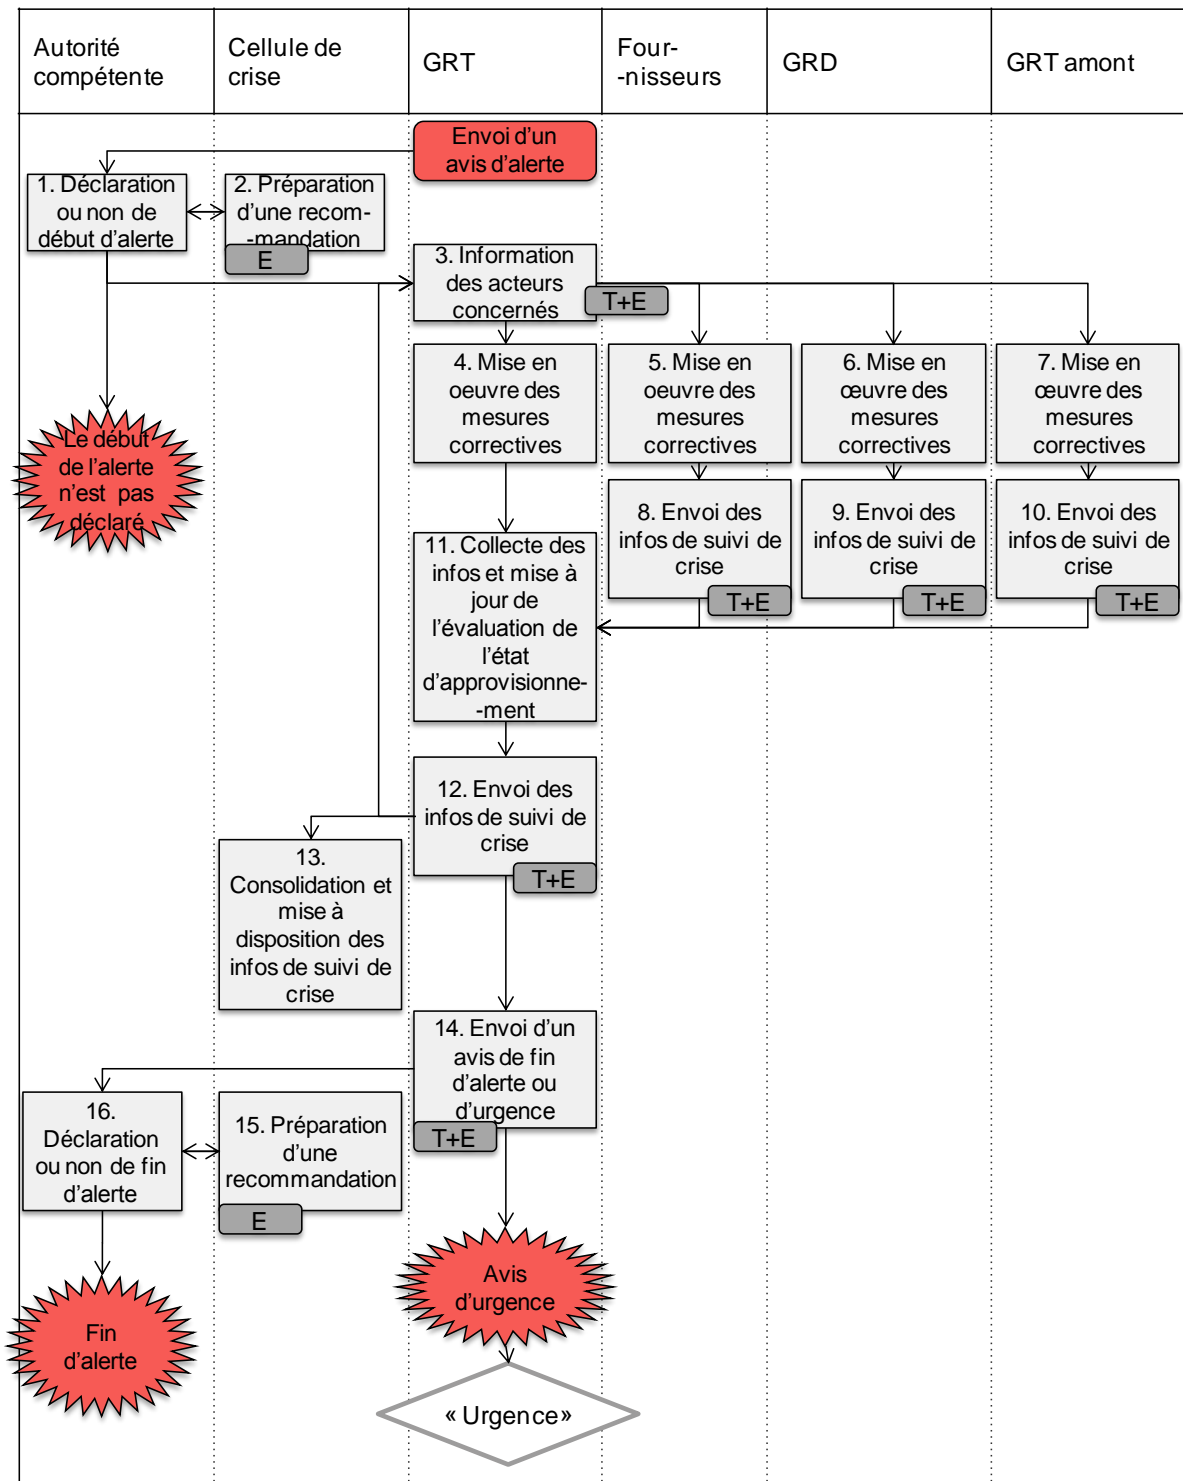 Autorité
compétente
Cellule de
crise
GRT
Four-
-nisseurs
GRD
GRT amont
Envoi d'un
avis d'alerte
1. Déclaration
ou non de
début d'alerte
2. Préparation
d'une recom-
-mandation
E
3. Information
des acteurs
concernés
T+E
4. Mise en
oeuvre des
mesures
correctives
5. Mise en
oeuvre des
mesures
correctives
6. Mise en
œuvre des
mesures
correctives
7. Mise en
œuvre des
mesures
correctives
Le début
de l'alerte
n'est pas
déclaré
8. Envoi des
infos de suivi de
crise
T+E
9. Envoi des
infos de suivi de
crise
T+E
10. Envoi des
infos de suivi de
crise
T+E
11. Collecte des
infos et mise à
jour de
l'évaluation de
l'état
d'approvisionne-
-ment
12. Envoi des
infos de suivi de
crise
T+E
13.
Consolidation et
mise à
disposition des
infos de suivi de
crise
14. Envoi d'un
avis de fin
d'alerte ou
d'urgence
T+E
16.
Déclaration
ou non de fin
d'alerte
15. Préparation
d'une
recommandation
E
Avis
d'urgence
Fin
d'alerte
« Urgence»